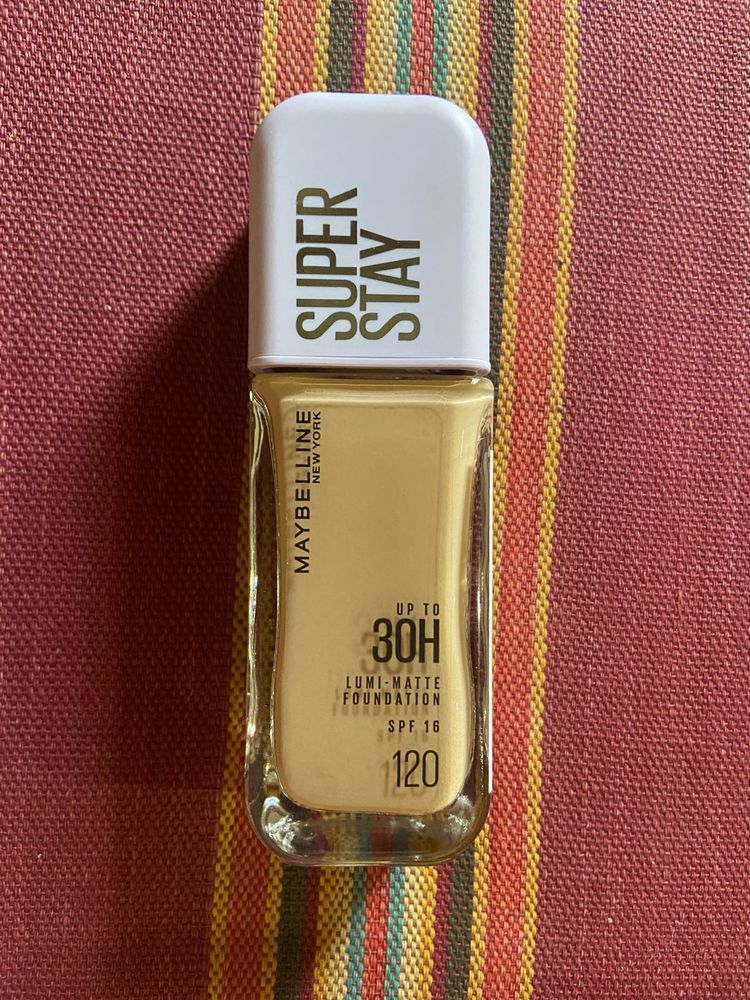 SUPER
STAY
MAYBELLINE
NEW YORK
UP TO
30H
LUMI-MATTE
FOUNDATION
SPF 16
120